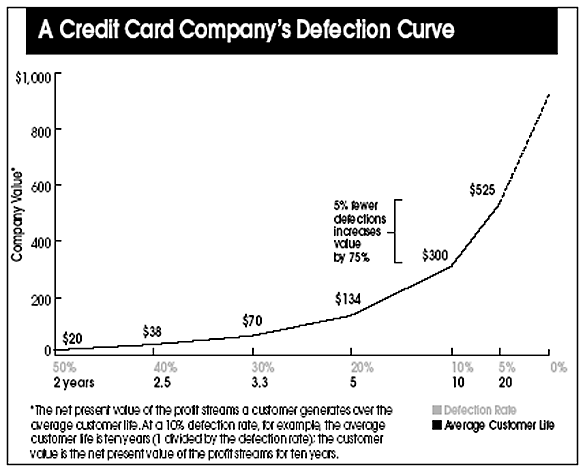 A Credit Card Company's Defection Curve
Company Value*
$1,000
800
600
400
200
0
$20
$38
$70
$134
$300
$525
5% fewer
defections
increases
value
by 75%
50% 40% 30% 20% 10% 5% 0%
2 years 2.5 3.3 5 10 20
*The net present value of the profit streams a customer generates over the
average customer life. At a 10% defection rate, for example, the average
customer life is ten years (1 divided by the defection rate); the customer
value is the net present value of the profit streams for ten years.
Defection Rate
Average Customer Life